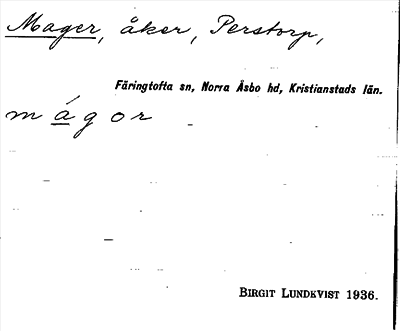 Mager, åker, Perstorp,
Färingtofta sn, Norra Åsbo hd, Kristianstads län.
mágor
BIRGIT LUNDKVIST 1936.